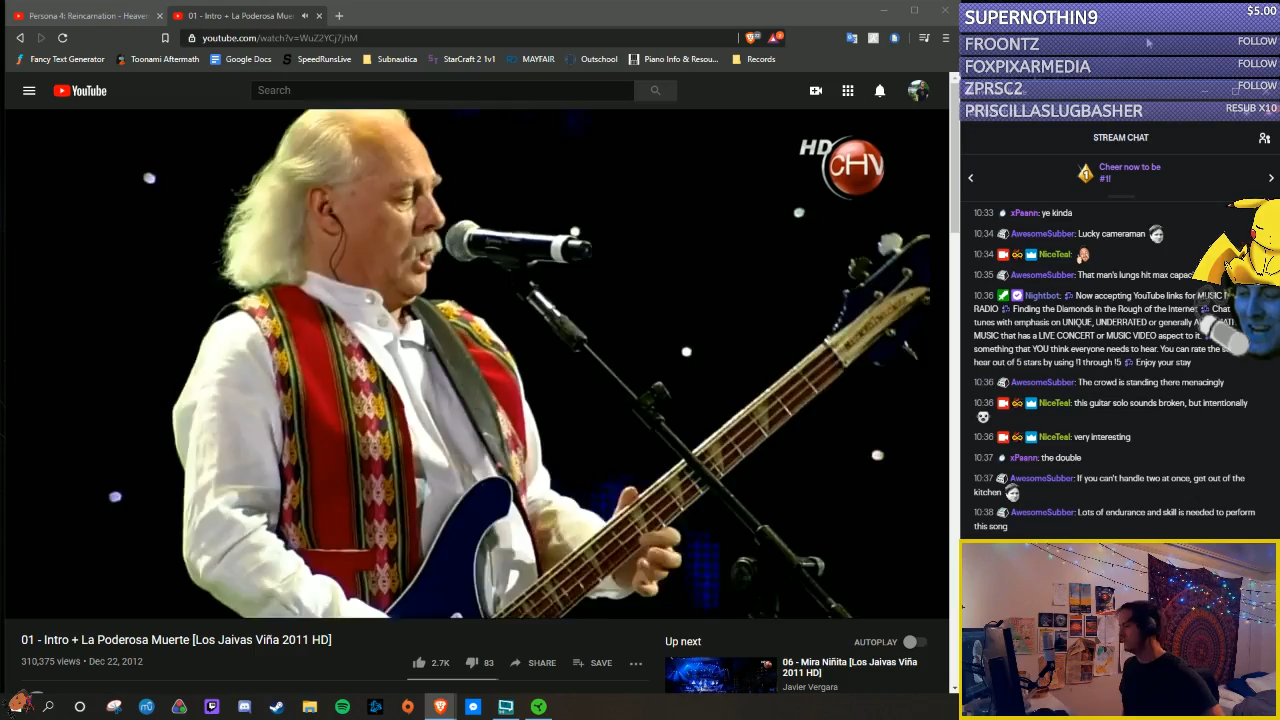 Persona 4: Reincarnation - Heaven
01 - Intro + La Poderosa Mue
youtube.com/watch?v=WuZ2YCj7jhM
Fancy Text Generator
Toonami Aftermath
Google Docs
SpeedRunsLive
Subnautica
StarCraft 2 1v1
MAYFAIR
Outschool
Piano Info & Resou...
Records
YouTube
Search
HD
CHV
01 - Intro + La Poderosa Muerte [Los Jaivas Viña 2011 HD]
310,375 views • Dec 22, 2012
2.7K
83
SHARE
SAVE
Up next
AUTOPLAY
06 - Mira Niñita [Los Jaivas Viña
2011 HD]
Javier Vergara
SUPERNOTHIN9
$5.00
FROONTZ
FOLLOW
FOXPIXARMEDIA
FOLLOW
ZPRSC2
FOLLOW
PRISCILLASLUGBASHER
RESUB X10
STREAM CHAT
Cheer now to be
#1!
10:33 xPaann: ye kinda
10:34 AwesomeSubber: Lucky cameraman
10:34 NiceTeal:
10:35 AwesomeSubber: That man's lungs hit max capac
10:36 Nightbot: Now accepting YouTube links for MUSIC
RADIO Finding the Diamonds in the Rough of the Internet Chat
tunes with emphasis on UNIQUE, UNDERRATED or generally
MUSIC that has a LIVE CONCERT or MUSIC VIDEO aspect to it.
something that YOU think everyone needs to hear. You can rate the
hear out of 5 stars by using !1 through !5 Enjoy your stay
10:36 AwesomeSubber: The crowd is standing there menacingly
10:36 NiceTeal: this guitar solo sounds broken, but intentionally
10:36 NiceTeal: very interesting
10:37 xPaann: the double
10:37 AwesomeSubber: If you can't handle two at once, get out of the
kitchen
10:38 AwesomeSubber: Lots of endurance and skill is needed to perform
this song